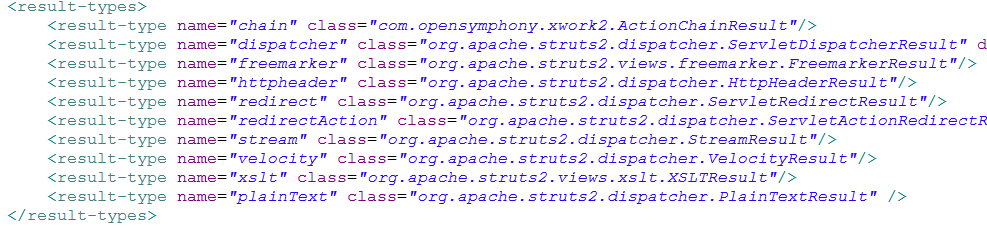 <result-types>
<result-type name="chain" class="com.opensymphony.xwork2.ActionChainResult"/>
<result-type name="dispatcher" class="org.apache.struts2.dispatcher.ServletDispatcherResult" d
<result-type name="freemarker" class="org.apache.struts2.views.freemarker.FreemarkerResult"/>
<result-type name="httpheader" class="org.apache.struts2.dispatcher.HttpHeaderResult"/>
<result-type name="redirect" class="org.apache.struts2.dispatcher.ServletRedirectResult"/>
<result-type name="redirectAction" class="org.apache.struts2.dispatcher.ServletActionRedirectR
<result-type name="stream" class="org.apache.struts2.dispatcher.StreamResult"/>
<result-type name="velocity" class="org.apache.struts2.dispatcher.VelocityResult"/>
<result-type name="xslt" class="org.apache.struts2.views.xslt.XSLTResult"/>
<result-type name="plainText" class="org.apache.struts2.dispatcher.PlainTextResult" />
</result-types>